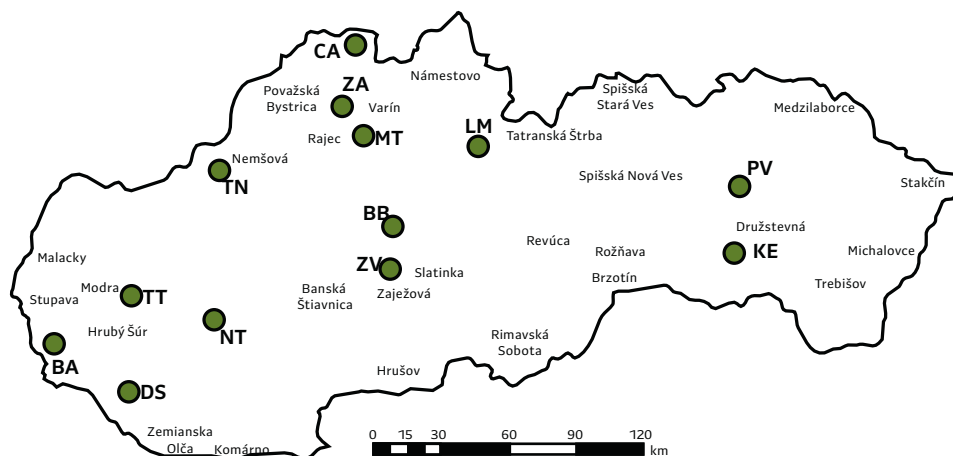 CA
Námestovo
ZA
Považská
Bystrica
Varín
Spišská
Stará Ves
Medzilaborce
Rajec
MT
LM
Tatranská Štrba
Nemšová
TN
Spišská Nová Ves
PV
Stakčín
BB
Družstevná
Revúca
Rožňava
KE
Michalovce
Malacky
ZV
Slatinka
Brzotín
Trebišov
Modra
TT
Stupava
Banská
Štiavnica
Zaježová
Hrubý Šúr
NT
Rimavská
Sobota
BA
Hrušov
DS
Zemianska
Olča
Komárno
0 15 30 60 90 120
km